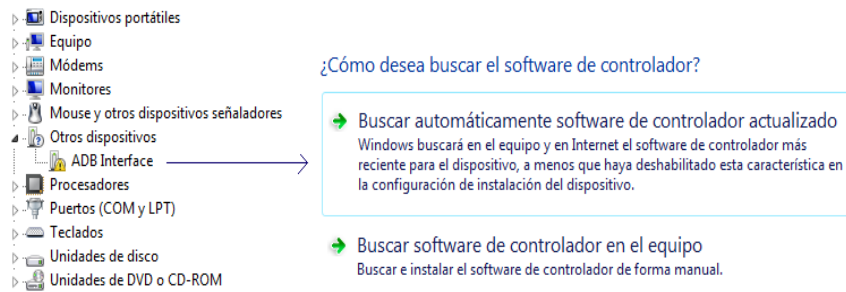 Dispositivos portátiles
Equipo
Módems
Monitores
Mouse y otros dispositivos señaladores
Otros dispositivos
ADB Interface
Procesadores
Puertos (COM y LPT)
Teclados
Unidades de disco
Unidades de DVD o CD-ROM
¿Cómo desea buscar el software de controlador?
Buscar automáticamente software de controlador actualizado
Windows buscará en el equipo y en Internet el software de controlador más
reciente para el dispositivo, a menos que haya deshabilitado esta característica en
la configuración de instalación del dispositivo.
Buscar software de controlador en el equipo
Buscar e instalar el software de controlador de forma manual.